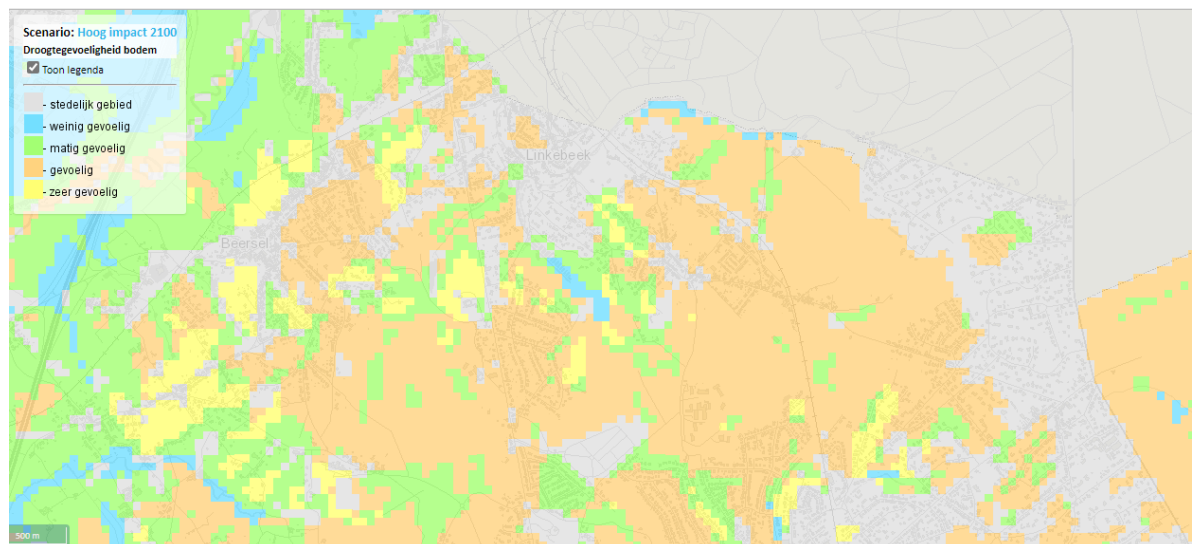 Scenario: Hoog impact 2100
Droogtegevoeligheid bodem
Toon legenda
- stedelijk gebied
- weinig gevoelig
- matig gevoelig
- gevoelig
- zeer gevoelig
Linkebeek
Beersel
500 m